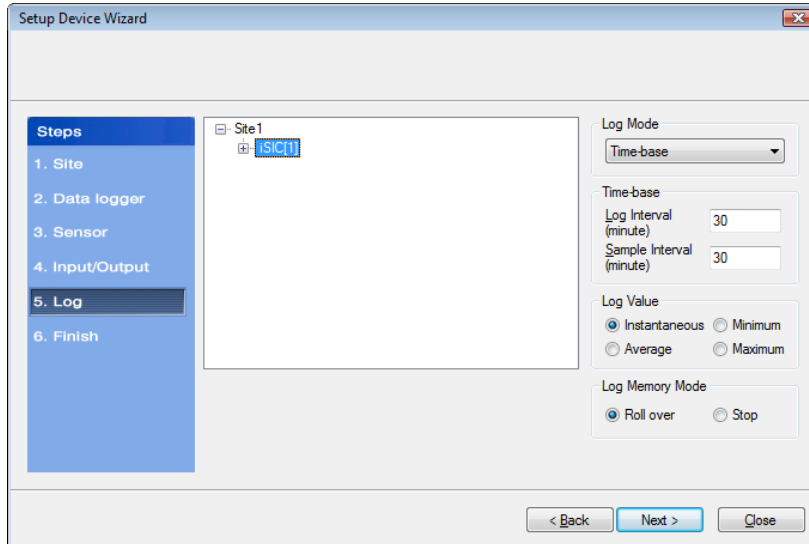 Setup Device Wizard
Steps
1. Site
2. Data logger
3. Sensor
4. Input/Output
5. Log
6. Finish
Site1
iSIC[1]
Log Mode
Time-base
Time-base
Log Interval
(minute)
30
Sample Interval
(minute)
30
Log Value
Instantaneous Minimum
Average Maximum
Log Memory Mode
Roll over Stop
< Back Next > Close